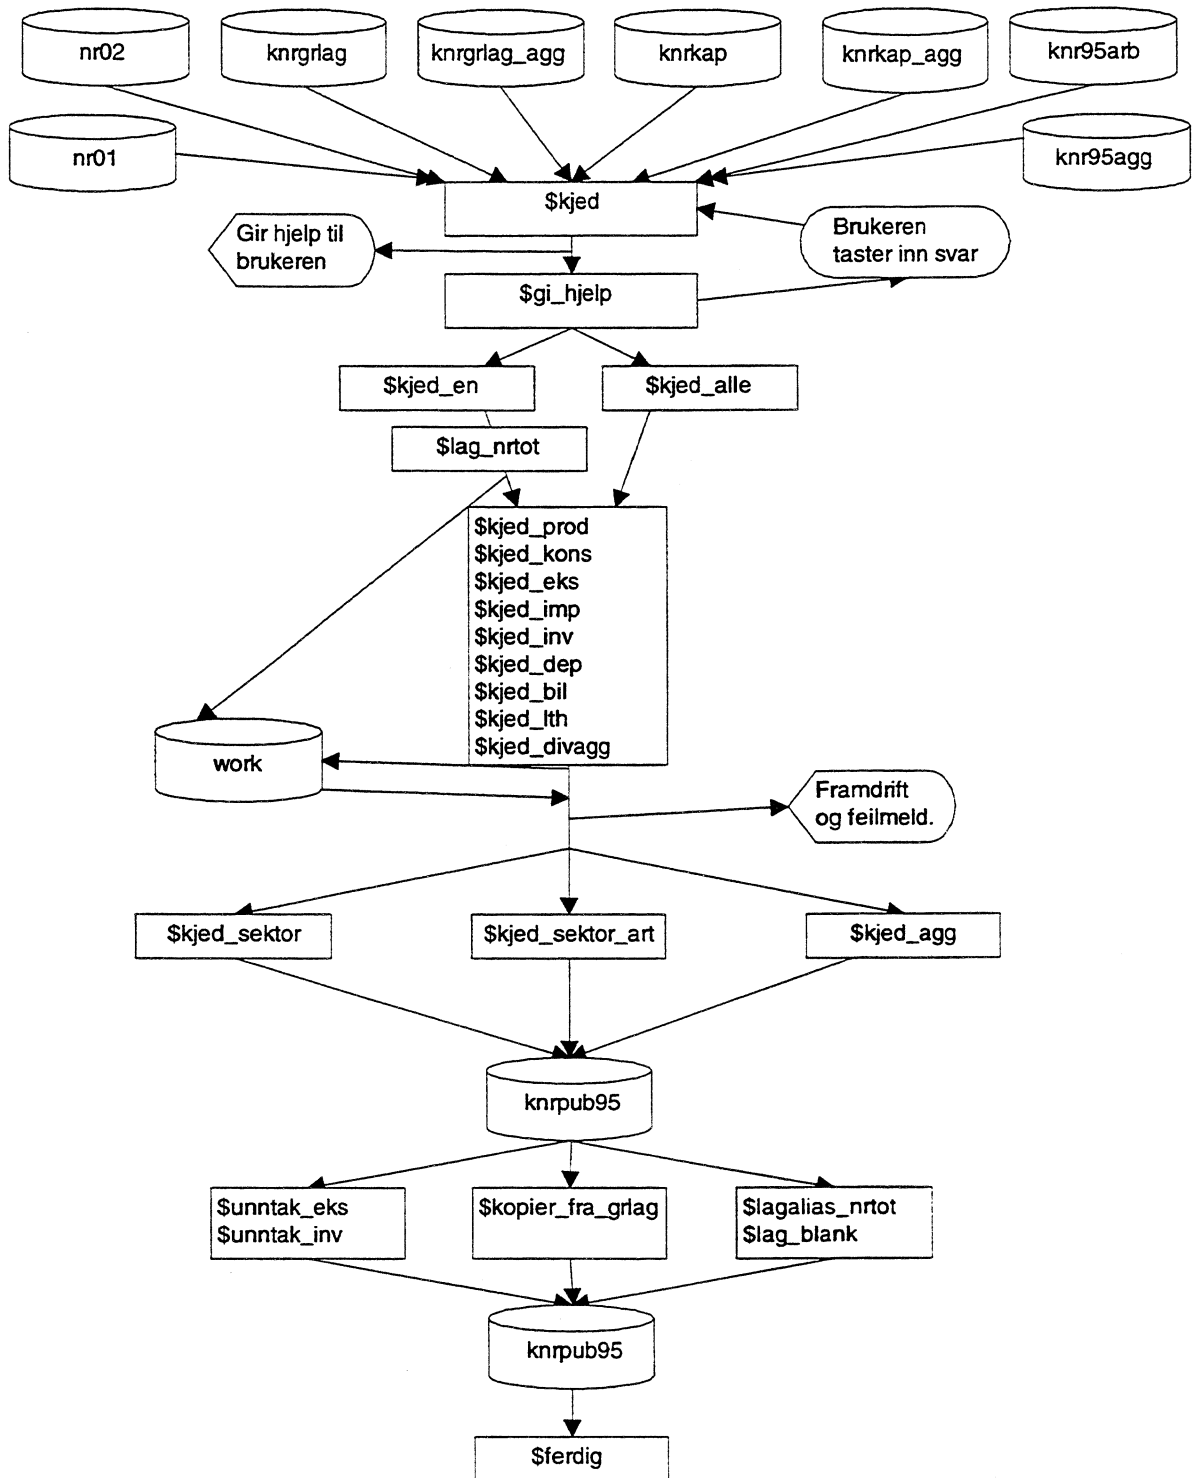 nr02
knrgrlag
knrgrlag_agg
knrkap
knrkap_agg
knr95arb
nr01
knr95agg
$kjed
Gir hjelp til
brukeren
Brukeren
taster inn svar
$gi_hjelp
$kjed_en
$kjed_alle
$lag_nrtot
$kjed_prod
$kjed_kons
$kjed_eks
$kjed_imp
$kjed_inv
$kjed_dep
$kjed_bil
$kjed_lth
$kjed_divagg
work
Framdrift
og feilmeld.
$kjed_sektor
$kjed_sektor_art
$kjed_agg
knrpub95
$unntak_eks
$unntak_inv
$kopier_fra_grlag
$lagalias_nrtot
$lag_blank
knrpub95
$ferdig